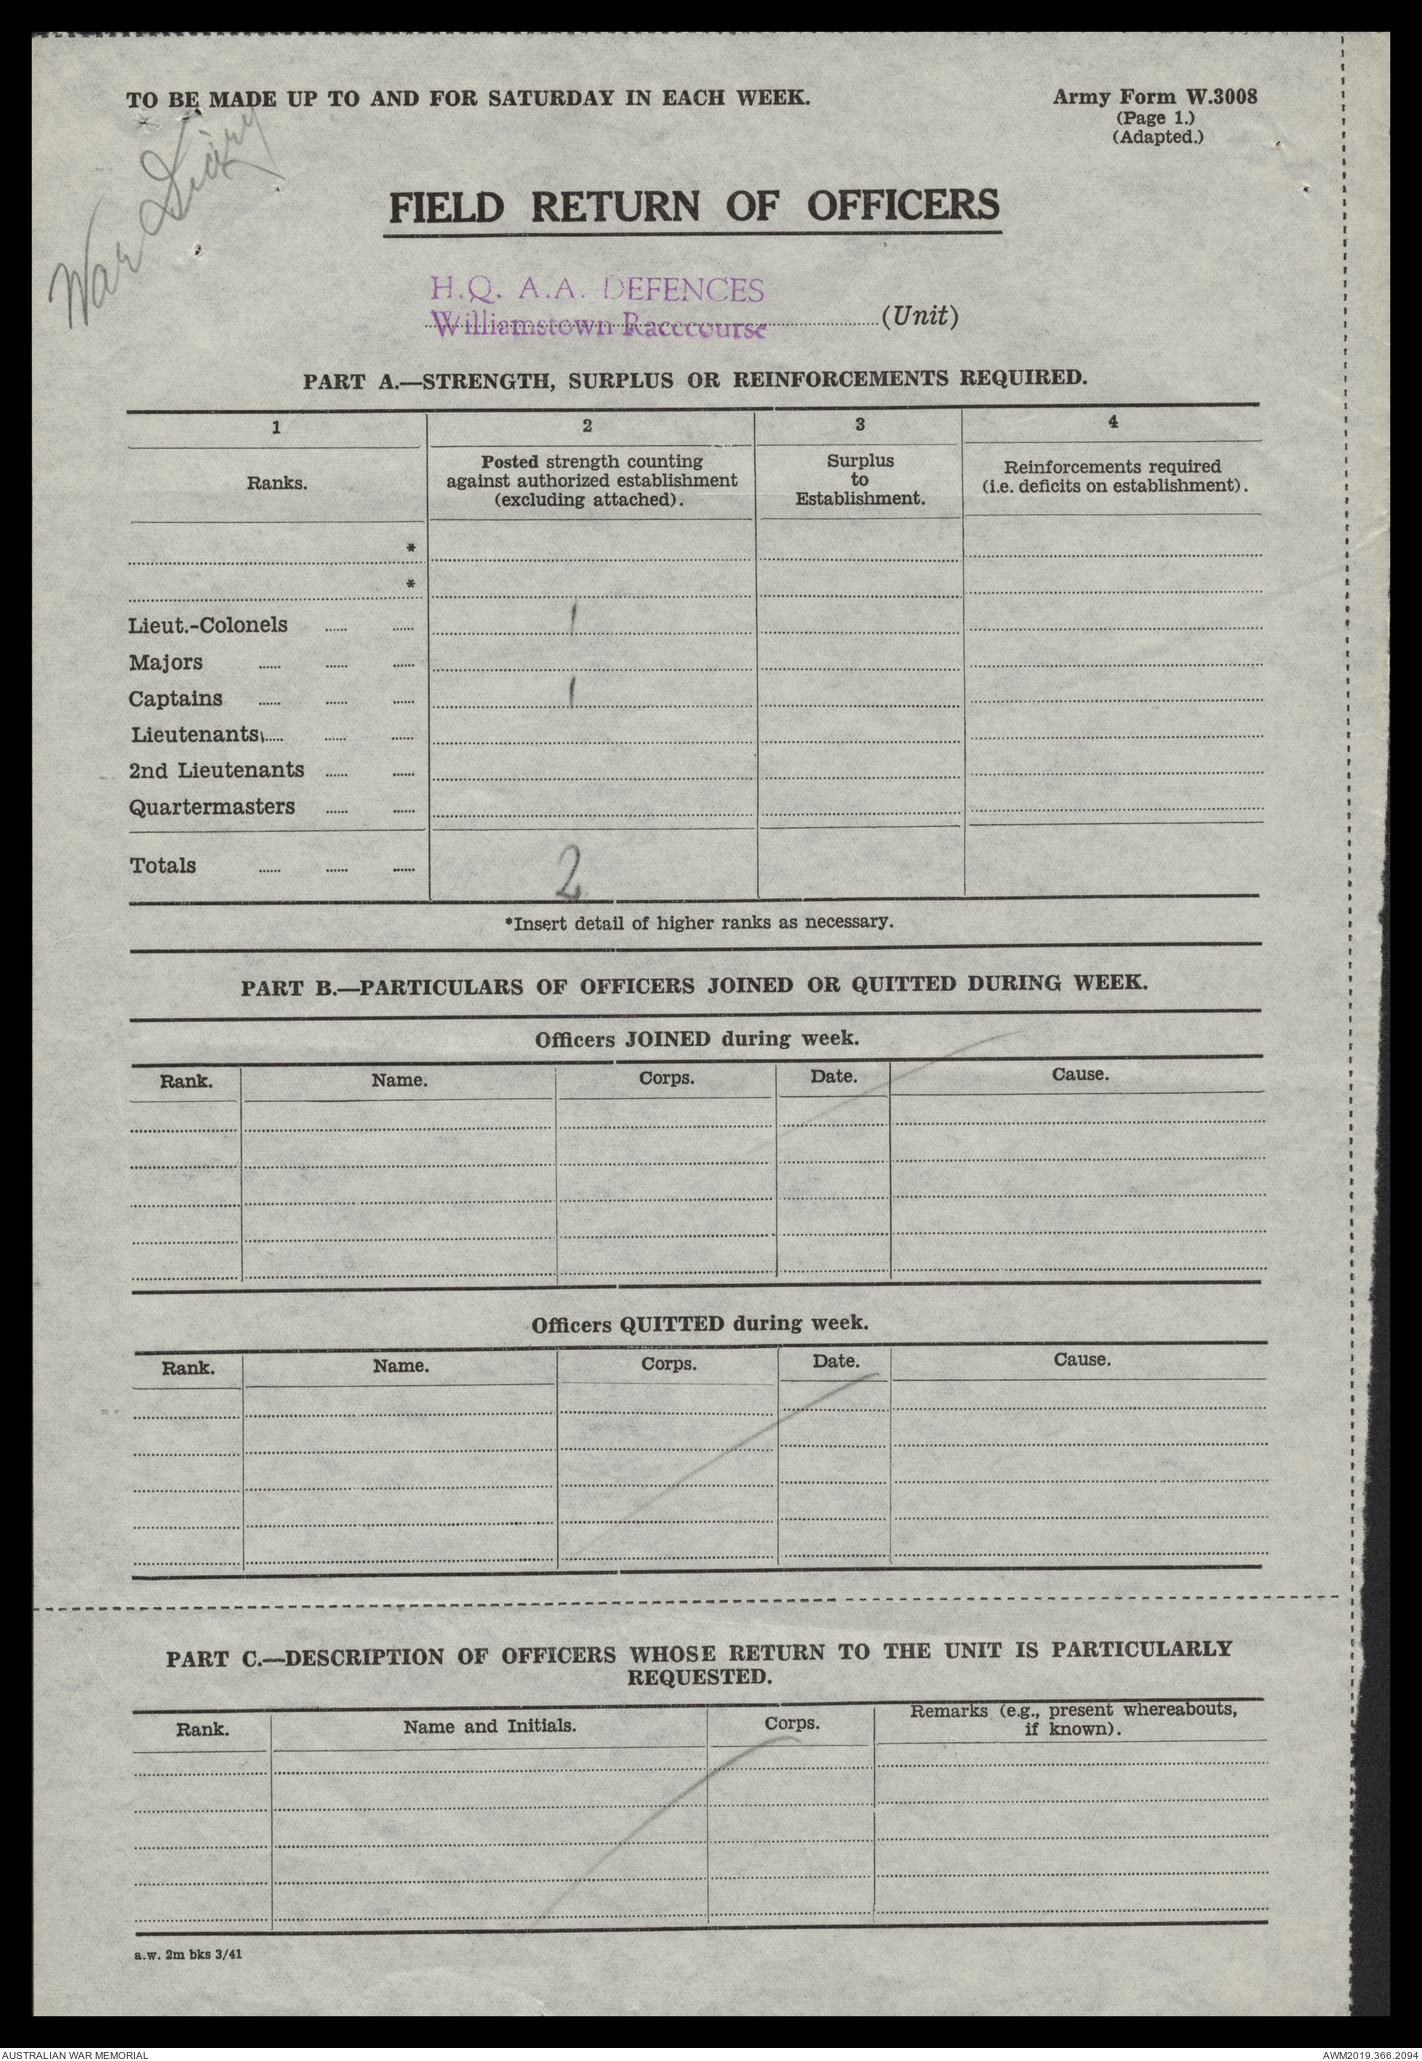 TO BE MADE UP TO AND FOR SATURDAY IN EACH WEEK.
Army Form W.3008
(Page 1.)
(Adapted.)
War Diary
FIELD RETURN OF OFFICERS
H.Q. A.A. DEFENCES
Williamstown Racecourse (Unit)
PART A.—STRENGTH, SURPLUS OR REINFORCEMENTS REQUIRED.
1 2 3 4
Ranks.
Posted strength counting
against authorized establishment
(excluding attached).
Surplus
to
Establishment.
Reinforcements required
(i.e. deficits on establishment).
*
*
Lieut.-Colonels ...... ...... 1
Majors ...... ...... ......
Captains ...... ...... ...... 1
Lieutenants ...... ...... ......
2nd Lieutenants ...... ......
Quartermasters ...... ......
Totals ...... ...... ...... 2
*Insert detail of higher ranks as necessary.
PART B.—PARTICULARS OF OFFICERS JOINED OR QUITTED DURING WEEK.
Officers JOINED during week.
Rank. Name. Corps. Date. Cause.
Officers QUITTED during week.
Rank. Name. Corps. Date. Cause.
PART C.—DESCRIPTION OF OFFICERS WHOSE RETURN TO THE UNIT IS PARTICULARLY
REQUESTED.
Rank. Name and Initials. Corps. Remarks (e.g., present whereabouts,
if known).
a.w. 2m bks 3/41
AUSTRALIAN WAR MEMORIAL
AWM2019.366.2094